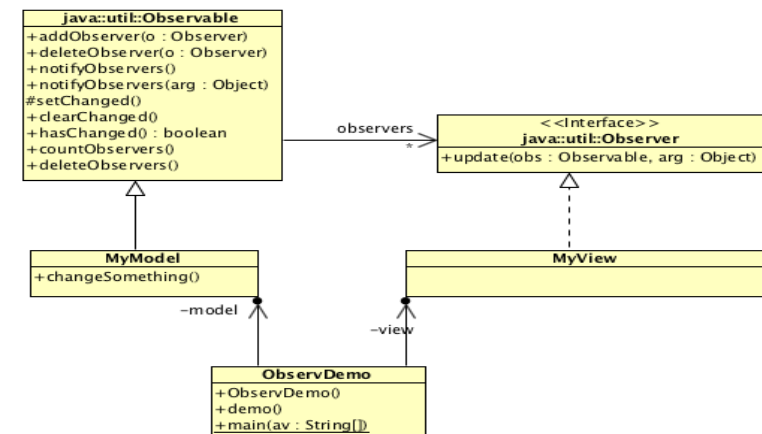 java::util::Observable
+addObserver(o : Observer)
+deleteObserver(o : Observer)
+notifyObservers()
+notifyObservers(arg : Object)
#setChanged()
+clearChanged()
+hasChanged() : boolean
+countObservers()
+deleteObservers()
observers
*
<<Interface>>
java::util::Observer
+update(obs : Observable, arg : Object)
MyModel
+changeSomething()
MyView
-model
-view
ObservDemo
+ObservDemo()
+demo()
+main(av : String[])